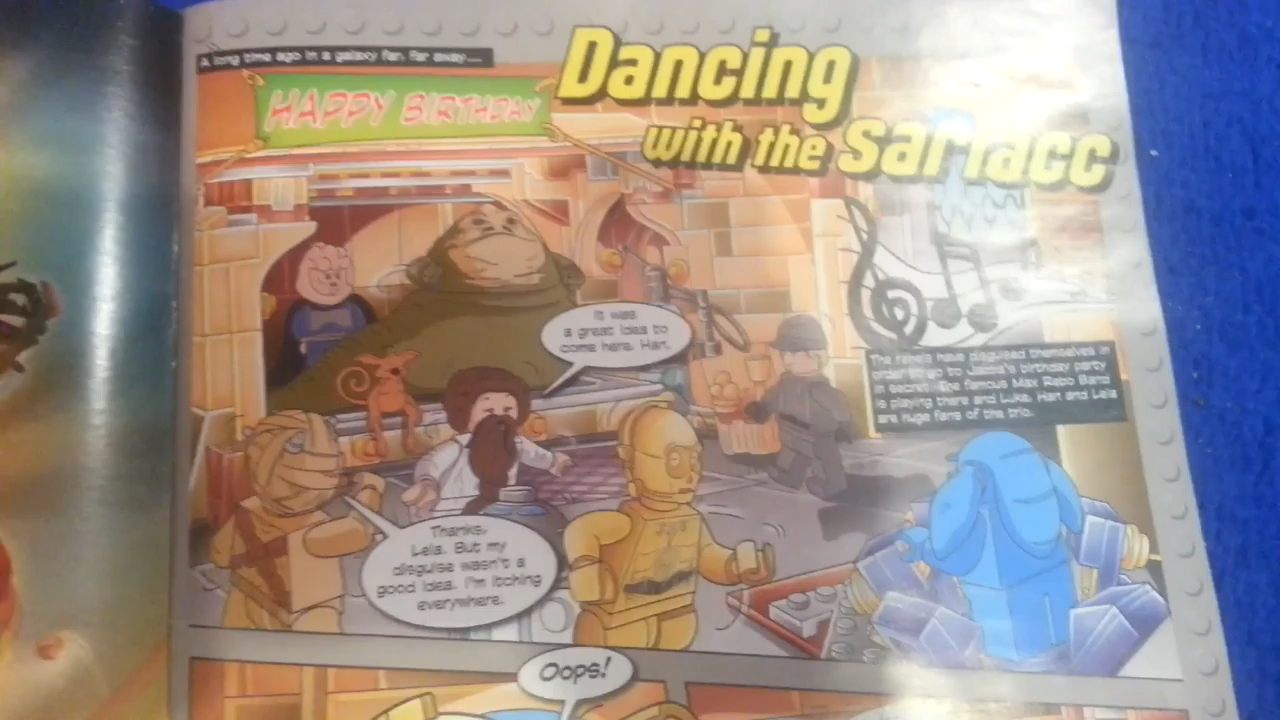 A long time ago in a galaxy far, far away....
HAPPY BIRTHDAY
Dancing
with the sarlacc
It was
a great idea to
come here, Han.
The rebels have disguised themselves in
order to go to Jabba's birthday party
in secret. The famous Max Rebo Band
is playing there and Luke, Han and Leia
are huge fans of the trio.
Thanks,
Leia. But my
disguise wasn't a
good idea. I'm itching
everywhere.
Oops!